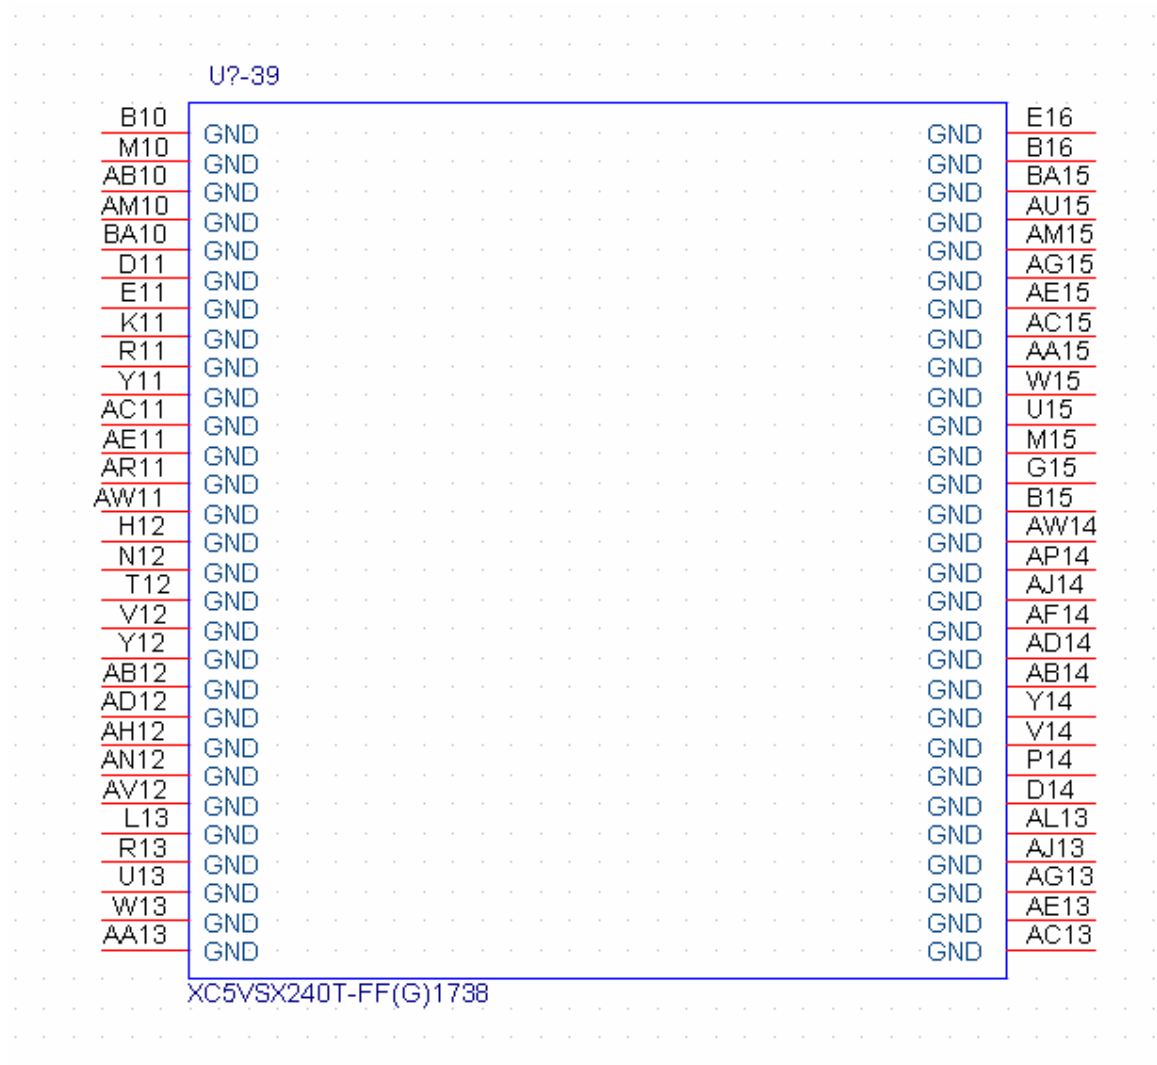 U?-39
B10 GND GND E16
M10 GND GND B16
AB10 GND GND BA15
AM10 GND GND AU15
BA10 GND GND AM15
D11 GND GND AG15
E11 GND GND AE15
K11 GND GND AC15
R11 GND GND AA15
Y11 GND GND W15
AC11 GND GND U15
AE11 GND GND M15
AR11 GND GND G15
AW11 GND GND B15
H12 GND GND AW14
N12 GND GND AP14
T12 GND GND AJ14
V12 GND GND AF14
Y12 GND GND AD14
AB12 GND GND AB14
AD12 GND GND Y14
AH12 GND GND V14
AN12 GND GND P14
AV12 GND GND D14
L13 GND GND AL13
R13 GND GND AJ13
U13 GND GND AG13
W13 GND GND AE13
AA13 GND GND AC13
XC5VSX240T-FF(G)1738